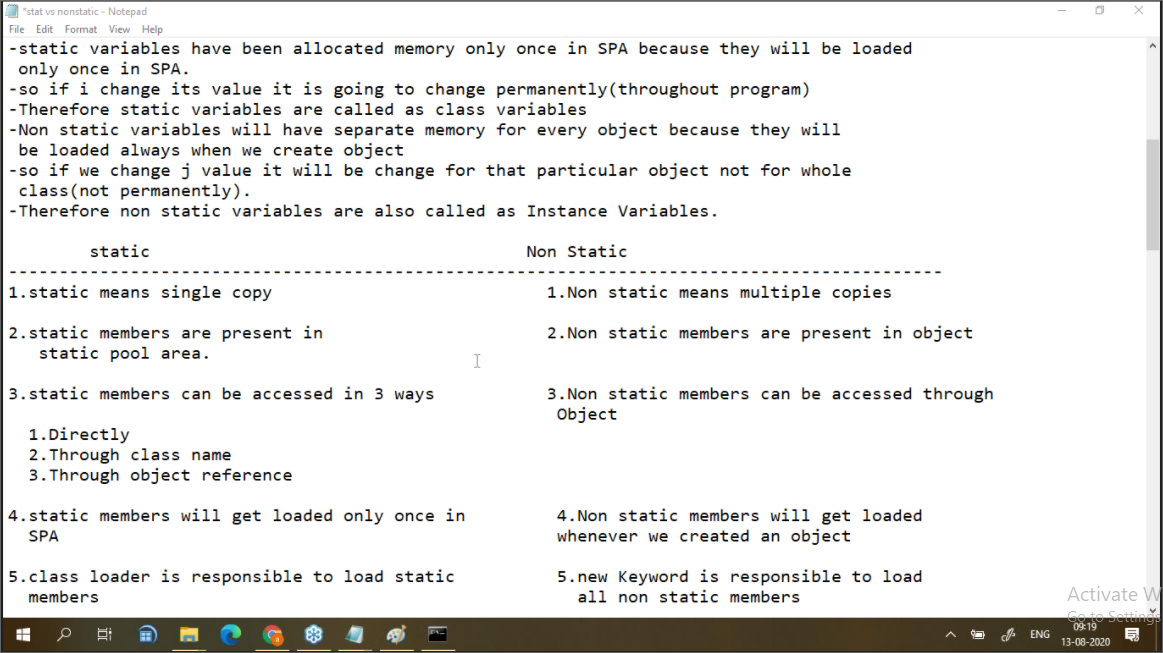 *stat vs nonstatic - Notepad
File Edit Format View Help
-static variables have been allocated memory only once in SPA because they will be loaded
only once in SPA.
-so if i change its value it is going to change permanently(throughout program)
-Therefore static variables are called as class variables
-Non static variables will have separate memory for every object because they will
be loaded always when we create object
-so if we change j value it will be change for that particular object not for whole
class(not permanently).
-Therefore non static variables are also called as Instance Variables.
static Non Static
--------------------------------------------------------------------------------------------
1.static means single copy 1.Non static means multiple copies
2.static members are present in 2.Non static members are present in object
static pool area.
3.static members can be accessed in 3 ways 3.Non static members can be accessed through
Object
1.Directly
2.Through class name
3.Through object reference
4.static members will get loaded only once in 4.Non static members will get loaded
SPA whenever we created an object
5.class loader is responsible to load static 5.new Keyword is responsible to load
members all non static members
Activate W
Go to Settings
ENG
09:19
13-08-2020